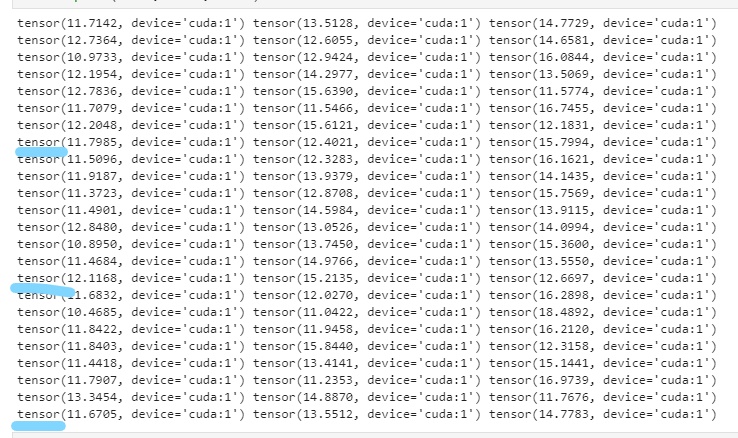 tensor(11.7142, device='cuda:1') tensor(13.5128, device='cuda:1') tensor(14.7729, device='cuda:1')
tensor(12.7364, device='cuda:1') tensor(12.6055, device='cuda:1') tensor(14.6581, device='cuda:1')
tensor(10.9733, device='cuda:1') tensor(12.9424, device='cuda:1') tensor(16.0844, device='cuda:1')
tensor(12.1954, device='cuda:1') tensor(14.2977, device='cuda:1') tensor(13.5069, device='cuda:1')
tensor(12.7836, device='cuda:1') tensor(15.6390, device='cuda:1') tensor(11.5774, device='cuda:1')
tensor(11.7079, device='cuda:1') tensor(11.5466, device='cuda:1') tensor(16.7455, device='cuda:1')
tensor(12.2048, device='cuda:1') tensor(15.6121, device='cuda:1') tensor(12.1831, device='cuda:1')
tensor(11.7985, device='cuda:1') tensor(12.4021, device='cuda:1') tensor(15.7994, device='cuda:1')
tensor(11.5096, device='cuda:1') tensor(12.3283, device='cuda:1') tensor(16.1621, device='cuda:1')
tensor(11.9187, device='cuda:1') tensor(13.9379, device='cuda:1') tensor(14.1435, device='cuda:1')
tensor(11.3723, device='cuda:1') tensor(12.8708, device='cuda:1') tensor(15.7569, device='cuda:1')
tensor(11.4901, device='cuda:1') tensor(14.5984, device='cuda:1') tensor(13.9115, device='cuda:1')
tensor(12.8480, device='cuda:1') tensor(13.0526, device='cuda:1') tensor(14.0994, device='cuda:1')
tensor(10.8950, device='cuda:1') tensor(13.7450, device='cuda:1') tensor(15.3600, device='cuda:1')
tensor(11.4684, device='cuda:1') tensor(14.9766, device='cuda:1') tensor(13.5550, device='cuda:1')
tensor(12.1168, device='cuda:1') tensor(15.2135, device='cuda:1') tensor(12.6697, device='cuda:1')
tensor(11.6832, device='cuda:1') tensor(12.0270, device='cuda:1') tensor(16.2898, device='cuda:1')
tensor(10.4685, device='cuda:1') tensor(11.0422, device='cuda:1') tensor(18.4892, device='cuda:1')
tensor(11.8422, device='cuda:1') tensor(11.9458, device='cuda:1') tensor(16.2120, device='cuda:1')
tensor(11.8403, device='cuda:1') tensor(15.8440, device='cuda:1') tensor(12.3158, device='cuda:1')
tensor(11.4418, device='cuda:1') tensor(13.4141, device='cuda:1') tensor(15.1441, device='cuda:1')
tensor(11.7907, device='cuda:1') tensor(11.2353, device='cuda:1') tensor(16.9739, device='cuda:1')
tensor(13.3454, device='cuda:1') tensor(14.8870, device='cuda:1') tensor(11.7676, device='cuda:1')
tensor(11.6705, device='cuda:1') tensor(13.5512, device='cuda:1') tensor(14.7783, device='cuda:1')